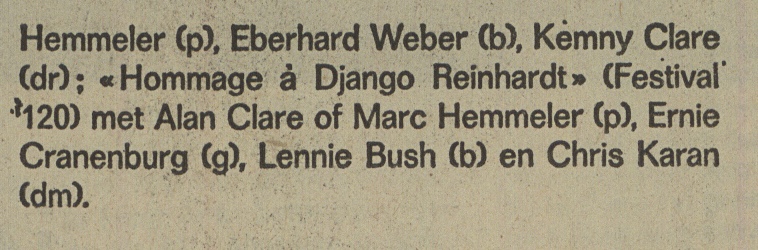 Hemmeler (p), Eberhard Weber (b), Kenny Clare
(dr); «Hommage à Django Reinhardt» (Festival
120) met Alan Clare of Marc Hemmeler (p), Ernie
Cranenburg (g), Lennie Bush (b) en Chris Karan
(dm).